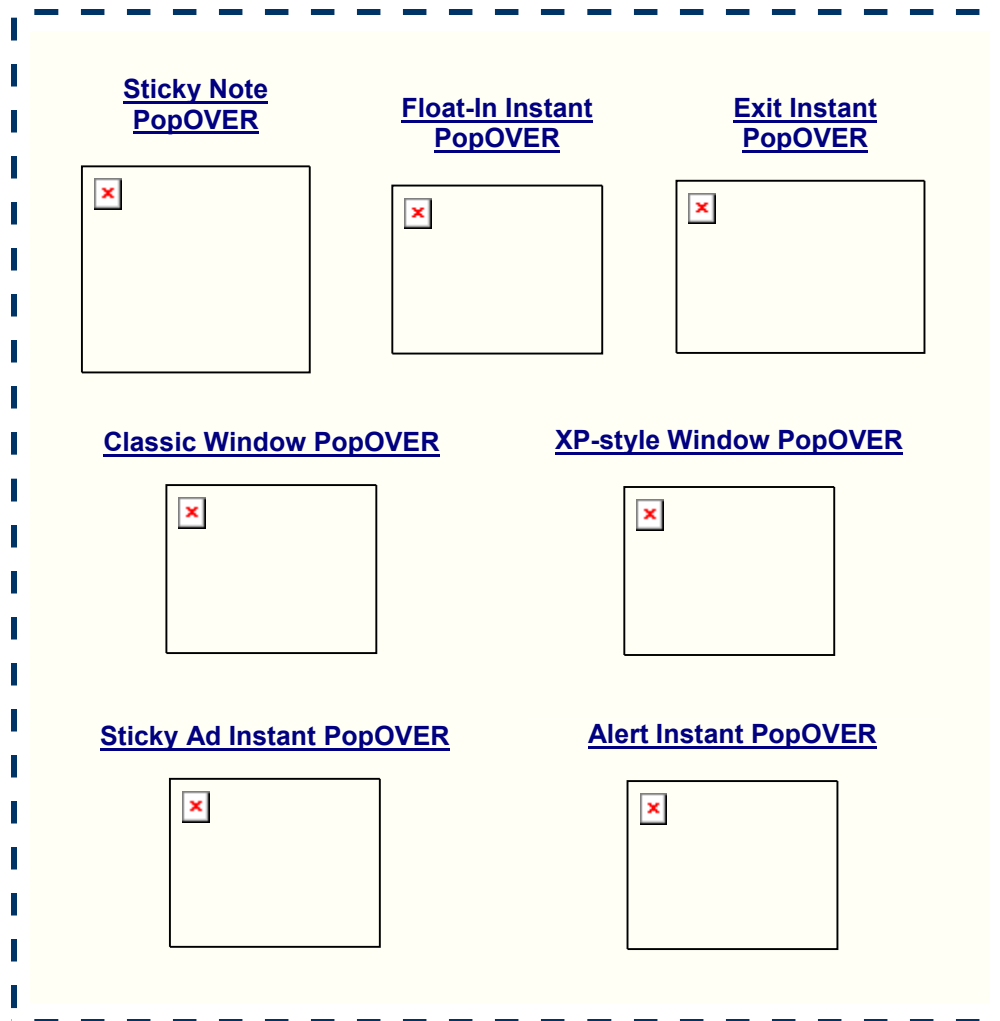 Sticky Note
PopOVER
Float-In Instant
PopOVER
Exit Instant
PopOVER
Classic Window PopOVER
XP-style Window PopOVER
Sticky Ad Instant PopOVER
Alert Instant PopOVER